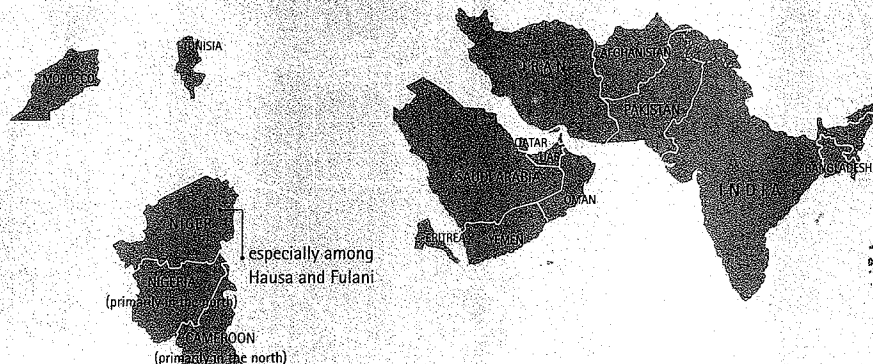 TUNISIA
MOROCCO
IRAN
AFGHANISTAN
PAKISTAN
QATAR
UAE
SAUDI ARABIA
OMAN
ERITREA
YEMEN
INDIA
BANGLADESH
NIGER
especially among
Hausa and Fulani
NIGERIA
(primarily in the north)
CAMEROON
(primarily in the north)